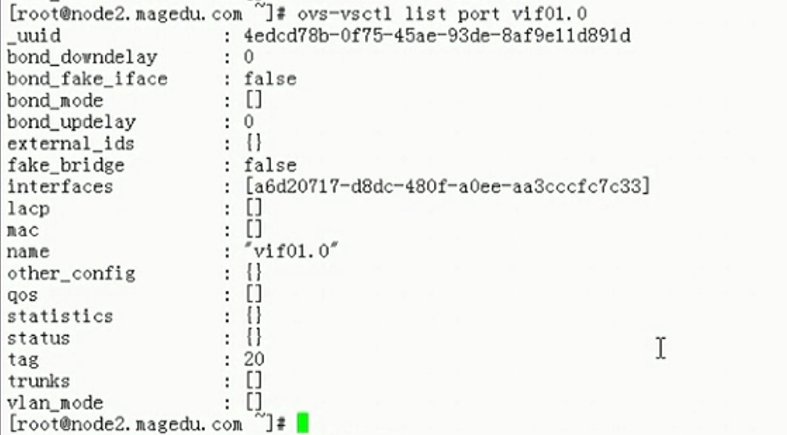 [root@node2.magedu.com ~]# ovs-vsctl list port vif01.0
_uuid : 4edcd78b-0f75-45ae-93de-8af9e11d891d
bond_downdelay : 0
bond_fake_iface : false
bond_mode : []
bond_updelay : 0
external_ids : {}
fake_bridge : false
interfaces : [a6d20717-d8dc-480f-a0ee-aa3cccfc7c33]
lacp : []
mac : []
name : "vif01.0"
other_config : {}
qos : []
statistics : {}
status : {}
tag : 20
trunks : []
vlan_mode : []
[root@node2.magedu.com ~]#